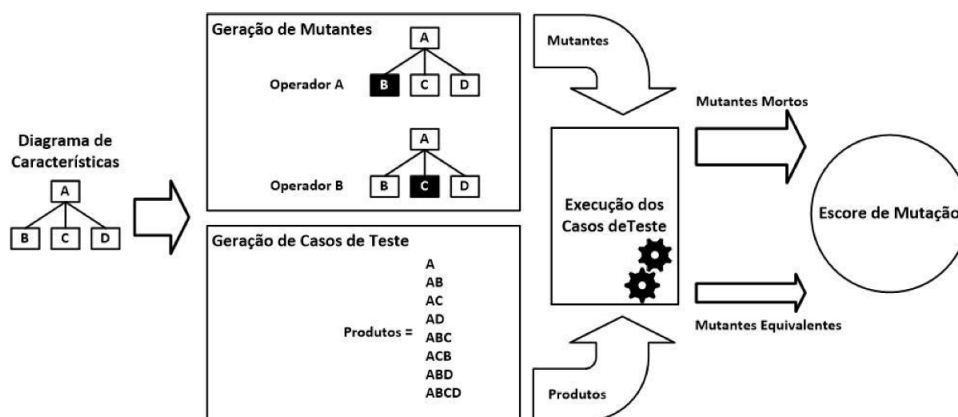 Diagrama de
Características
A
B C D
Geração de Mutantes
A
Operador A
B C D
A
Operador B
B C D
Geração de Casos de Teste
Produtos =
A
AB
AC
AD
ABC
ACB
ABD
ABCD
Mutantes
Produtos
Execução dos
Casos deTeste
Mutantes Mortos
Mutantes Equivalentes
Escore de Mutação